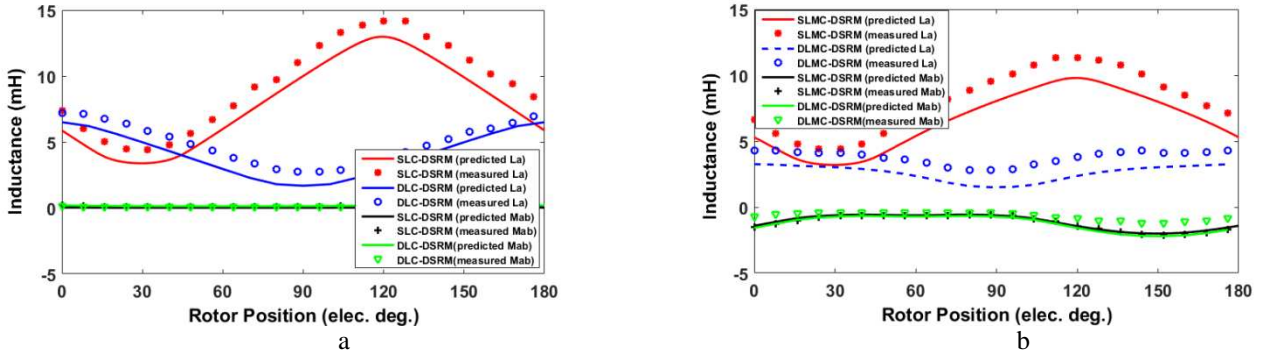 15
10
5
0
-5
Inductance (mH)
SLC-DSRM (predicted La)
SLC-DSRM (measured La)
DLC-DSRM (predicted La)
DLC-DSRM (measured La)
SLC-DSRM (predicted Mab)
SLC-DSRM (measured Mab)
DLC-DSRM(predicted Mab)
DLC-DSRM(measured Mab)
0 30 60 90 120 150 180
Rotor Position (elec. deg.)
a
15
10
5
0
-5
Inductance (mH)
SLMC-DSRM (predicted La)
SLMC-DSRM (measured La)
DLMC-DSRM (predicted La)
DLMC-DSRM (measured La)
SLMC-DSRM (predicted Mab)
SLMC-DSRM (measured Mab)
DLMC-DSRM(predicted Mab)
DLMC-DSRM(measured Mab)
0 30 60 90 120 150 180
Rotor Position (elec. deg.)
b